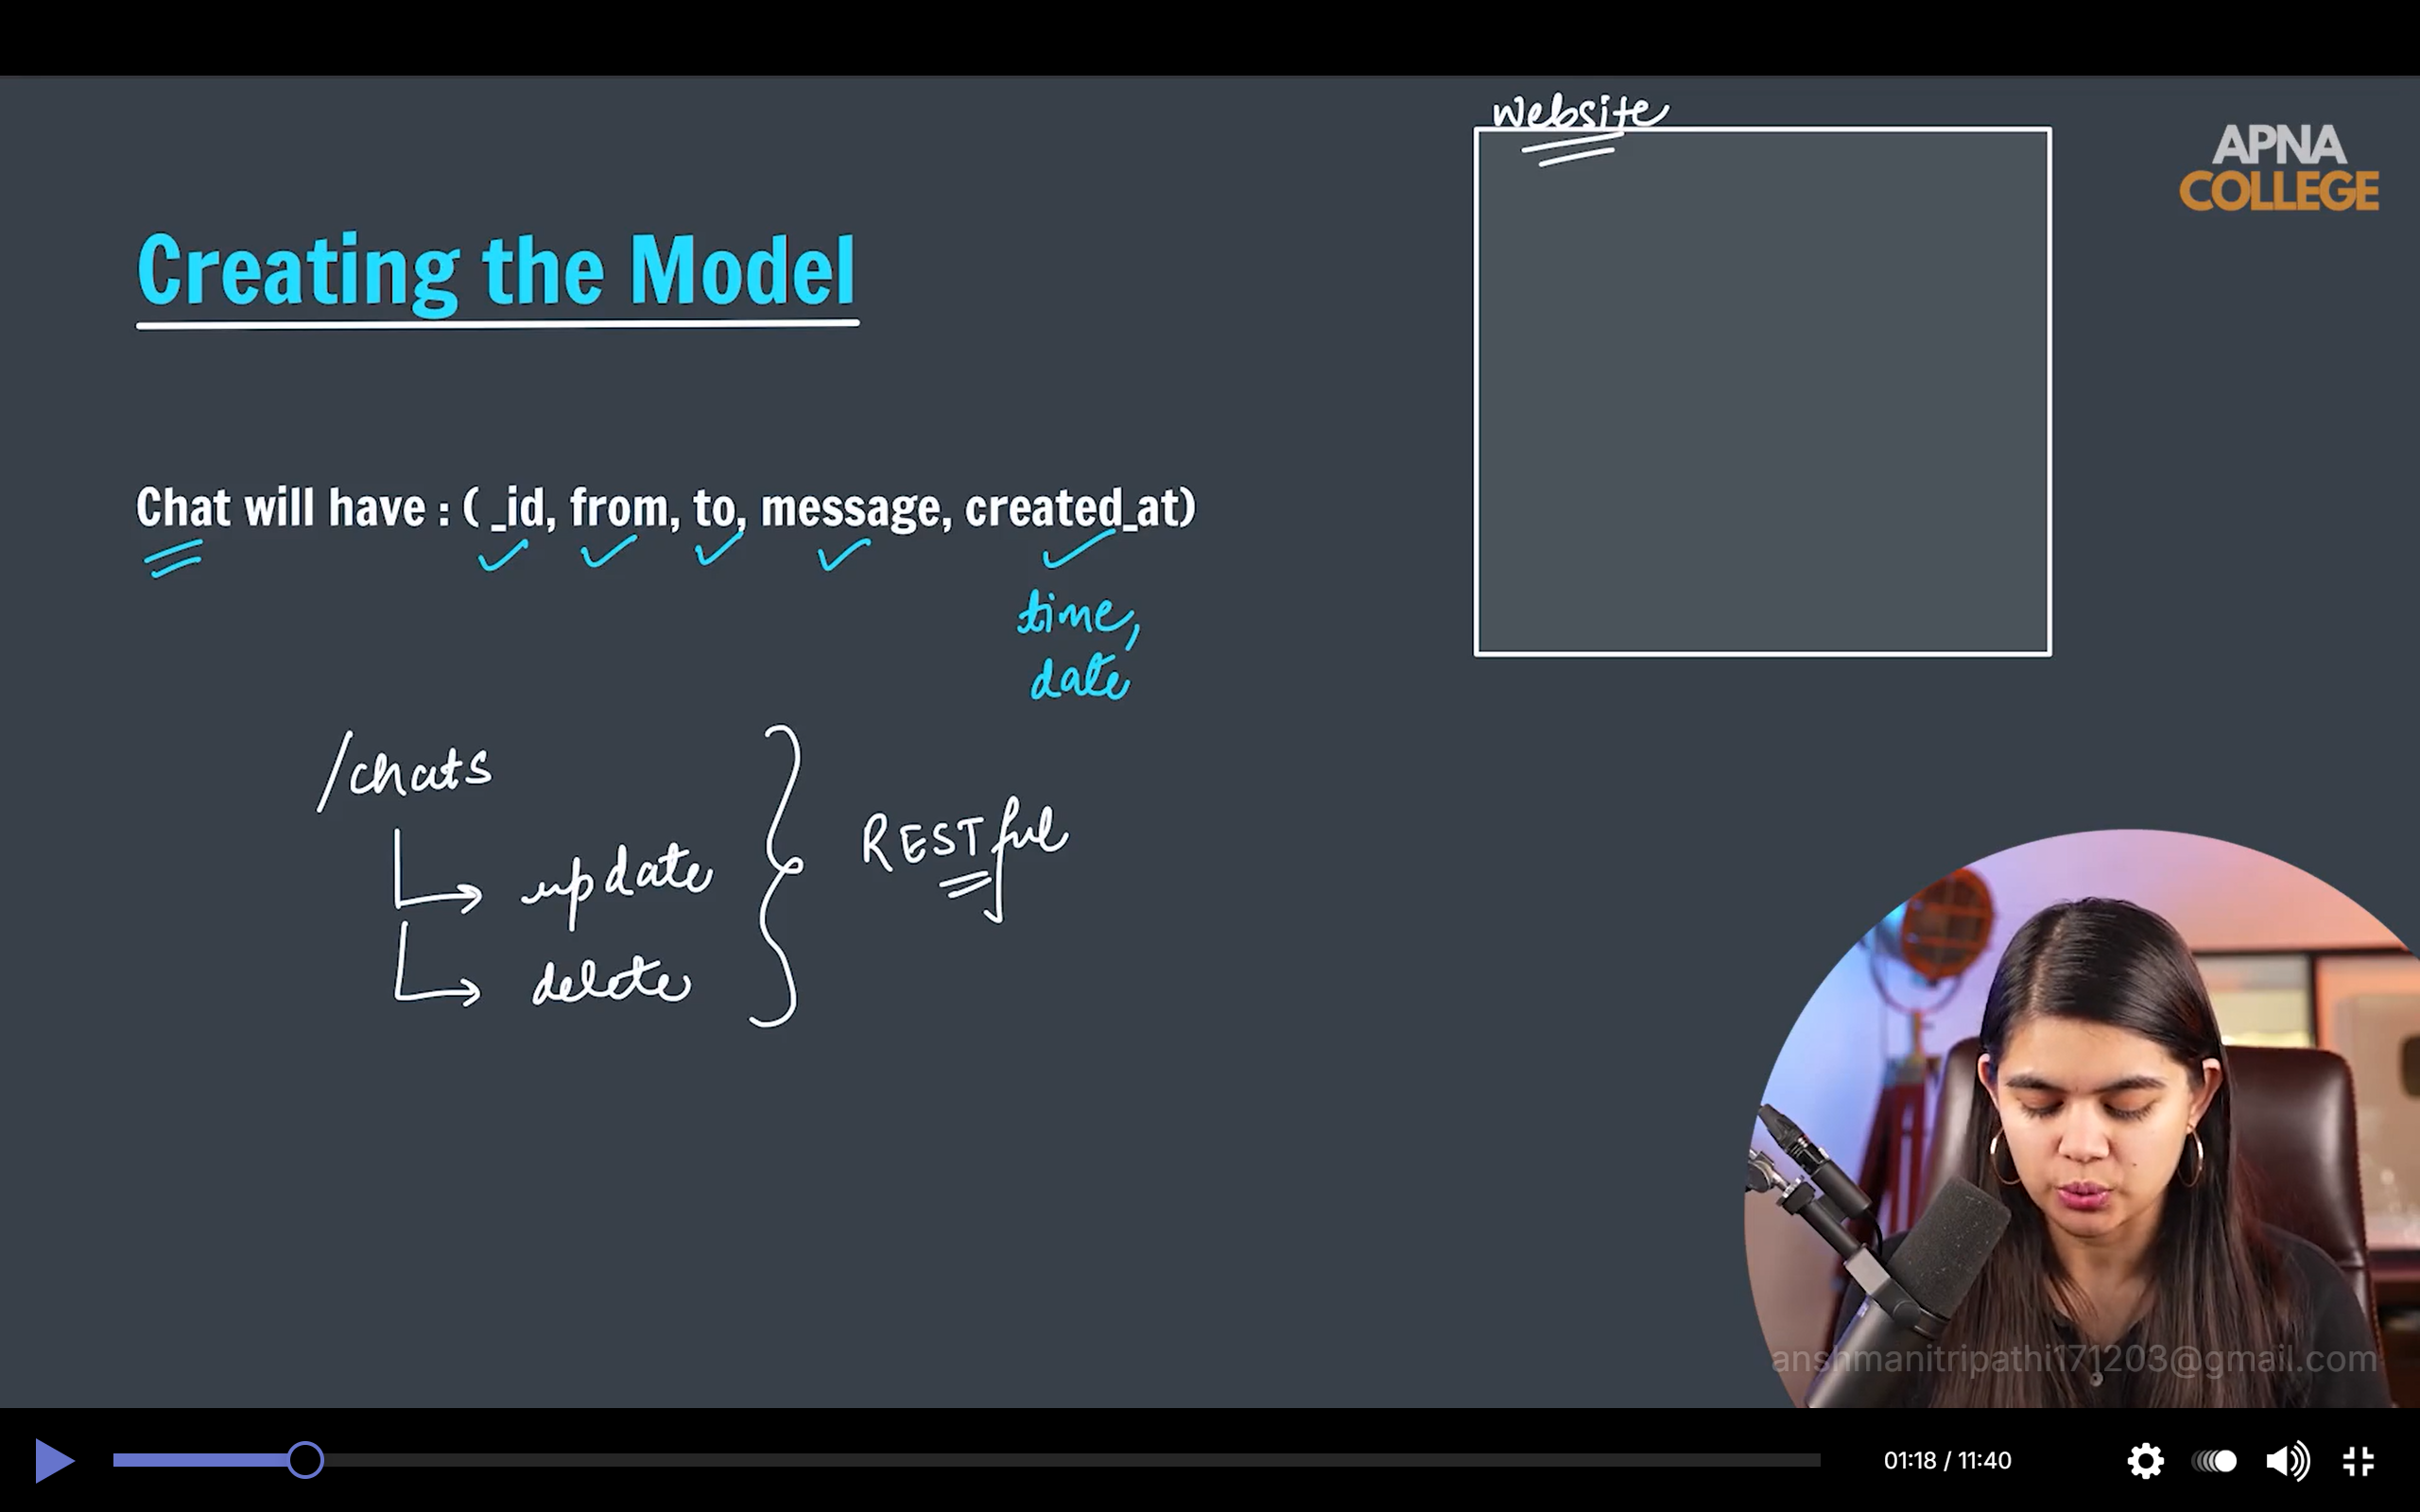 website
APNA
COLLEGE
Creating the Model
Chat will have : ( _id, from, to, message, created_at)
time,
date
/chats
update
delete
RESTful
anshmanitripathi171203@gmail.com
01:18 / 11:40